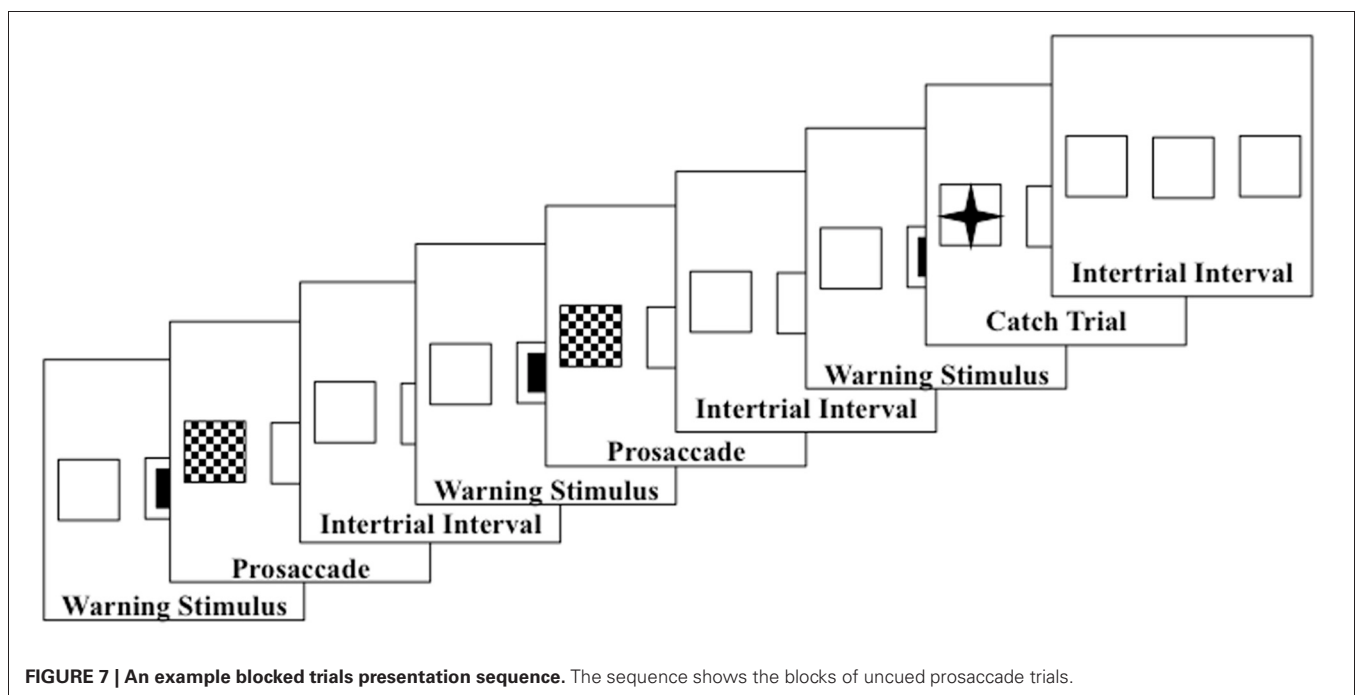 Warning Stimulus
Prosaccade
Intertrial Interval
Warning Stimulus
Prosaccade
Intertrial Interval
Warning Stimulus
Catch Trial
Intertrial Interval
FIGURE 7 | An example blocked trials presentation sequence. The sequence shows the blocks of uncued prosaccade trials.